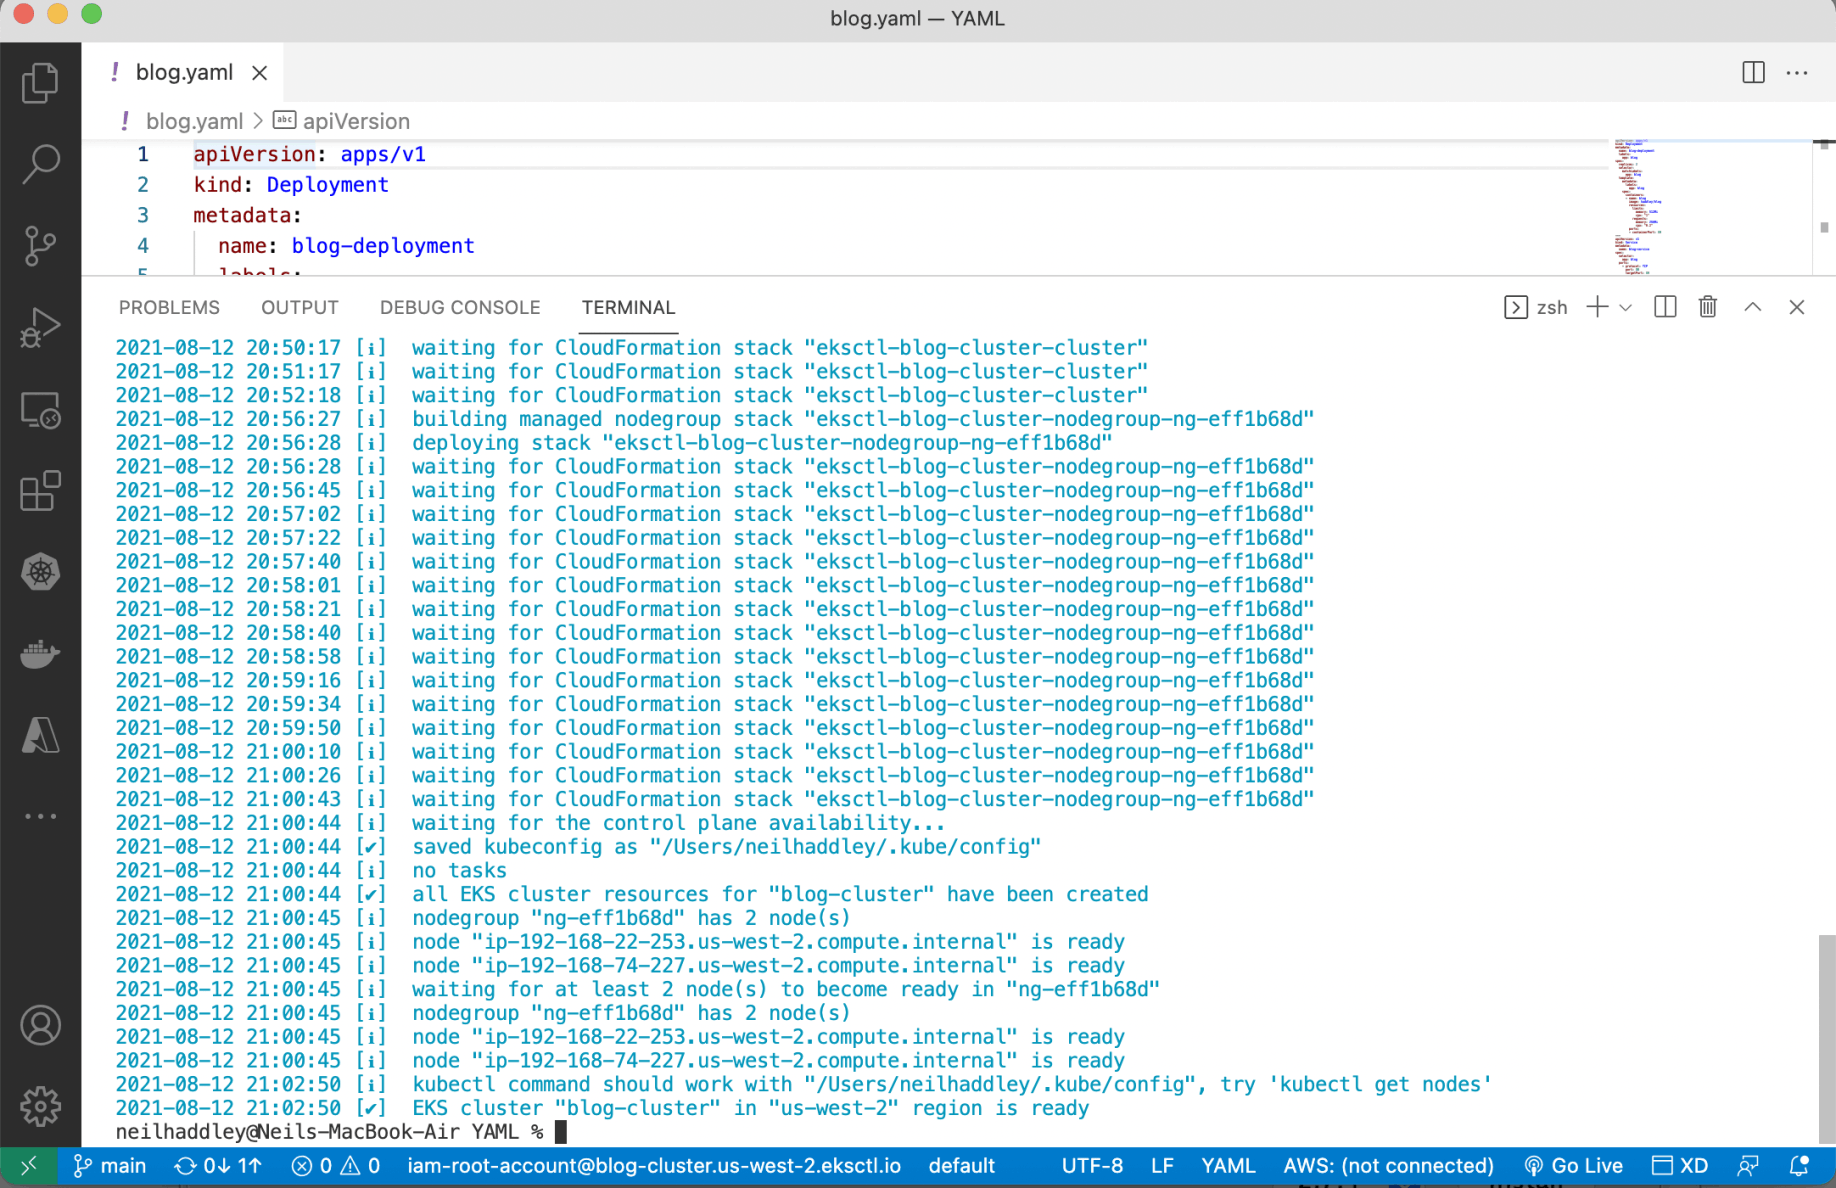 blog.yaml — YAML
! blog.yaml ×
! blog.yaml > abc apiVersion
1 apiVersion: apps/v1
2 kind: Deployment
3 metadata:
4   name: blog-deployment
5   labels:
PROBLEMS OUTPUT DEBUG CONSOLE TERMINAL zsh
2021-08-12 20:50:17 [ℹ]  waiting for CloudFormation stack "eksctl-blog-cluster-cluster"
2021-08-12 20:51:17 [ℹ]  waiting for CloudFormation stack "eksctl-blog-cluster-cluster"
2021-08-12 20:52:18 [ℹ]  waiting for CloudFormation stack "eksctl-blog-cluster-cluster"
2021-08-12 20:56:27 [ℹ]  building managed nodegroup stack "eksctl-blog-cluster-nodegroup-ng-eff1b68d"
2021-08-12 20:56:28 [ℹ]  deploying stack "eksctl-blog-cluster-nodegroup-ng-eff1b68d"
2021-08-12 20:56:28 [ℹ]  waiting for CloudFormation stack "eksctl-blog-cluster-nodegroup-ng-eff1b68d"
2021-08-12 20:56:45 [ℹ]  waiting for CloudFormation stack "eksctl-blog-cluster-nodegroup-ng-eff1b68d"
2021-08-12 20:57:02 [ℹ]  waiting for CloudFormation stack "eksctl-blog-cluster-nodegroup-ng-eff1b68d"
2021-08-12 20:57:22 [ℹ]  waiting for CloudFormation stack "eksctl-blog-cluster-nodegroup-ng-eff1b68d"
2021-08-12 20:57:40 [ℹ]  waiting for CloudFormation stack "eksctl-blog-cluster-nodegroup-ng-eff1b68d"
2021-08-12 20:58:01 [ℹ]  waiting for CloudFormation stack "eksctl-blog-cluster-nodegroup-ng-eff1b68d"
2021-08-12 20:58:21 [ℹ]  waiting for CloudFormation stack "eksctl-blog-cluster-nodegroup-ng-eff1b68d"
2021-08-12 20:58:40 [ℹ]  waiting for CloudFormation stack "eksctl-blog-cluster-nodegroup-ng-eff1b68d"
2021-08-12 20:58:58 [ℹ]  waiting for CloudFormation stack "eksctl-blog-cluster-nodegroup-ng-eff1b68d"
2021-08-12 20:59:16 [ℹ]  waiting for CloudFormation stack "eksctl-blog-cluster-nodegroup-ng-eff1b68d"
2021-08-12 20:59:34 [ℹ]  waiting for CloudFormation stack "eksctl-blog-cluster-nodegroup-ng-eff1b68d"
2021-08-12 20:59:50 [ℹ]  waiting for CloudFormation stack "eksctl-blog-cluster-nodegroup-ng-eff1b68d"
2021-08-12 21:00:10 [ℹ]  waiting for CloudFormation stack "eksctl-blog-cluster-nodegroup-ng-eff1b68d"
2021-08-12 21:00:26 [ℹ]  waiting for CloudFormation stack "eksctl-blog-cluster-nodegroup-ng-eff1b68d"
2021-08-12 21:00:43 [ℹ]  waiting for CloudFormation stack "eksctl-blog-cluster-nodegroup-ng-eff1b68d"
2021-08-12 21:00:44 [ℹ]  waiting for the control plane availability...
2021-08-12 21:00:44 [✔]  saved kubeconfig as "/Users/neilhaddley/.kube/config"
2021-08-12 21:00:44 [ℹ]  no tasks
2021-08-12 21:00:44 [✔]  all EKS cluster resources for "blog-cluster" have been created
2021-08-12 21:00:45 [ℹ]  nodegroup "ng-eff1b68d" has 2 node(s)
2021-08-12 21:00:45 [ℹ]  node "ip-192-168-22-253.us-west-2.compute.internal" is ready
2021-08-12 21:00:45 [ℹ]  node "ip-192-168-74-227.us-west-2.compute.internal" is ready
2021-08-12 21:00:45 [ℹ]  waiting for at least 2 node(s) to become ready in "ng-eff1b68d"
2021-08-12 21:00:45 [ℹ]  nodegroup "ng-eff1b68d" has 2 node(s)
2021-08-12 21:00:45 [ℹ]  node "ip-192-168-22-253.us-west-2.compute.internal" is ready
2021-08-12 21:00:45 [ℹ]  node "ip-192-168-74-227.us-west-2.compute.internal" is ready
2021-08-12 21:02:50 [ℹ]  kubectl command should work with "/Users/neilhaddley/.kube/config", try 'kubectl get nodes'
2021-08-12 21:02:50 [✔]  EKS cluster "blog-cluster" in "us-west-2" region is ready
neilhaddley@Neils-MacBook-Air YAML %
main 0↓ 1↑ 0 0 iam-root-account@blog-cluster.us-west-2.eksctl.io default UTF-8 LF YAML AWS: (not connected) Go Live XD